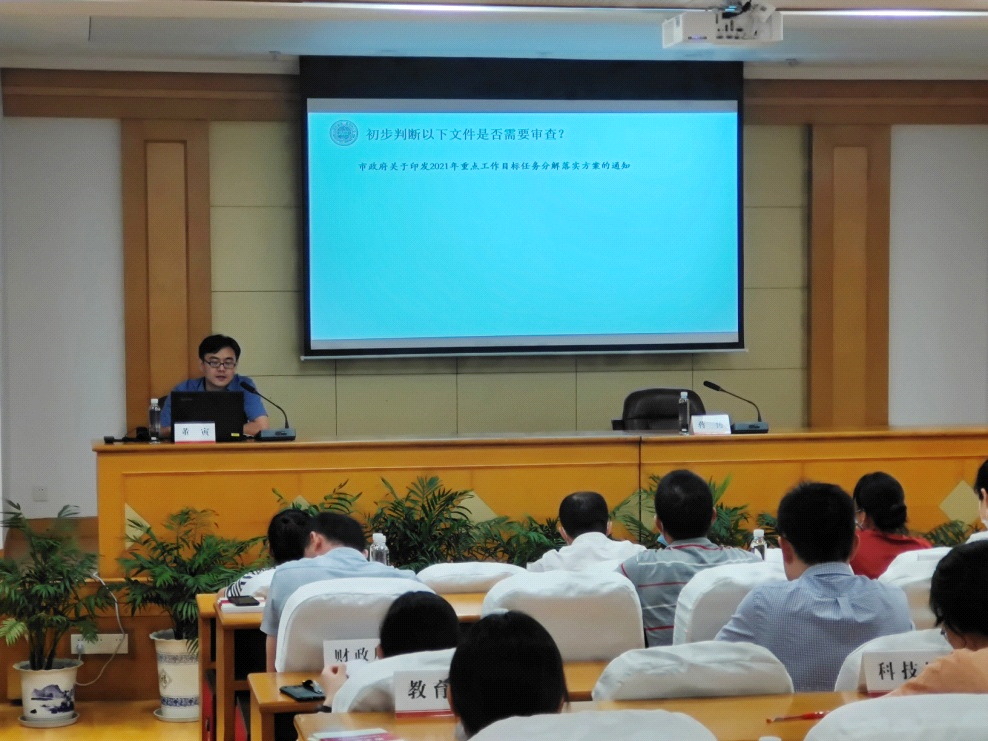 初步判断以下文件是否需要审查？
市政府关于印发2021年重点工作目标任务分解落实方案的通知
财政
教育
科技